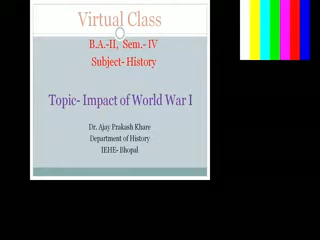 Virtual Class
B.A.-II, Sem.- IV
Subject- History
Topic- Impact of World War I
Dr. Ajay Prakash Khare
Department of History
IEHE- Bhopal